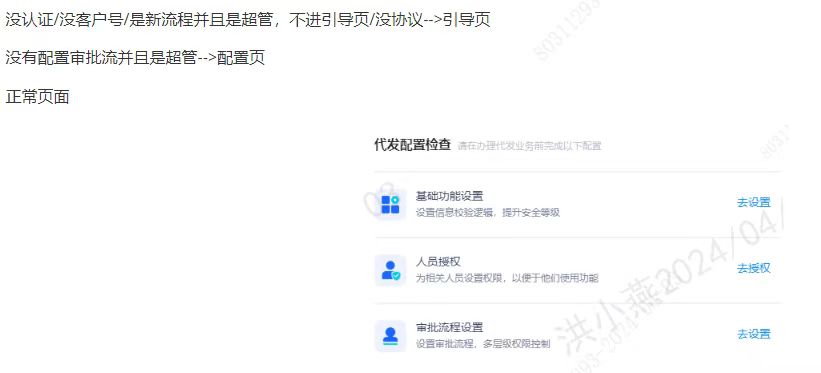 没认证/没客户号/是新流程并且是超管，不进引导页/没协议-->引导页
没有配置审批流并且是超管-->配置页
正常页面
代发配置检查 请在办理代发业务前完成以下配置
基础功能设置
设置信息校验逻辑，提升安全等级
去设置
人员授权
为相关人员设置权限，以便于他们使用功能
去授权
审批流程设置
设置审批流程，多层级权限控制
去设置
80311293
洪小燕2024/04/